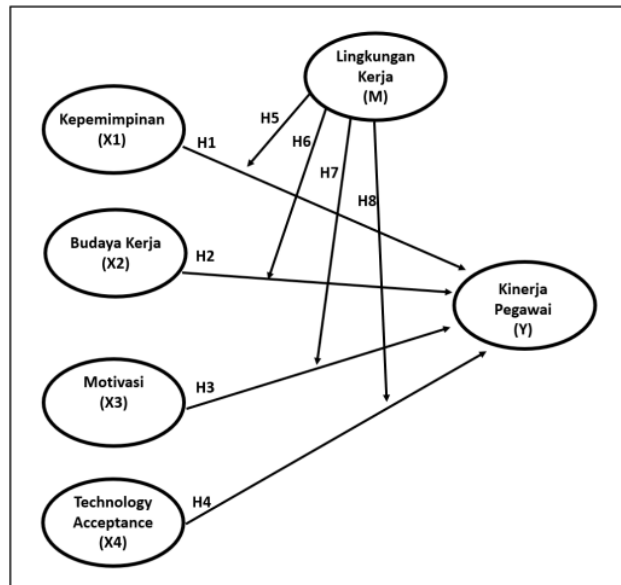 Lingkungan
Kerja
(M)
Kepemimpinan
(X1)
H1
H5
H6
H7
H8
Budaya Kerja
(X2)
H2
Kinerja
Pegawai
(Y)
Motivasi
(X3)
H3
Technology
Acceptance
(X4)
H4